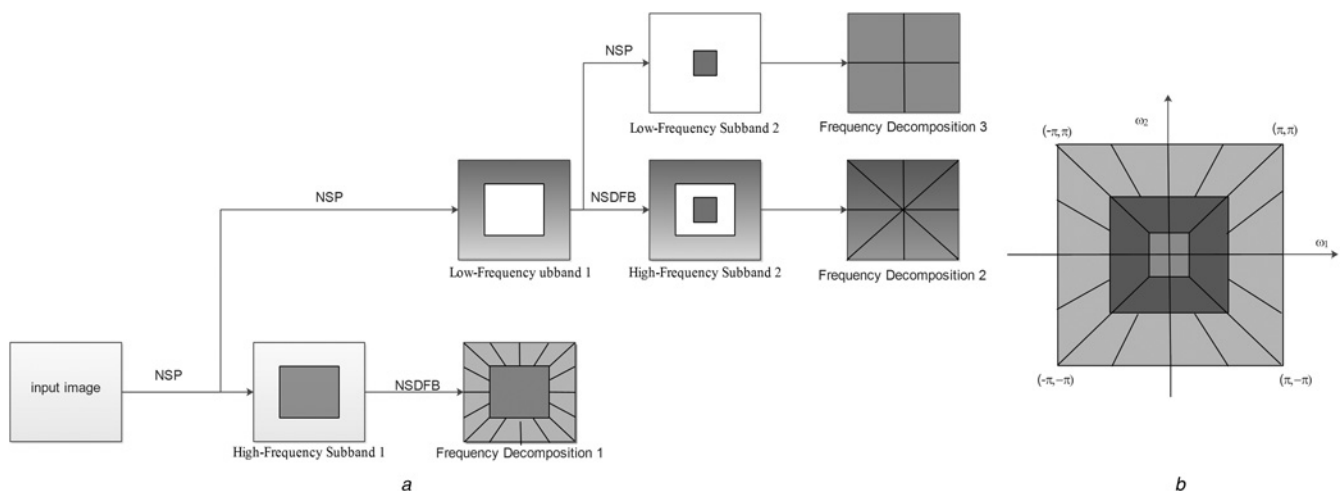 NSP
Low-Frequency Subband 2
Frequency Decomposition 3
NSP
NSDFB
Low-Frequency ubband 1
High-Frequency Subband 2
Frequency Decomposition 2
input image
NSP
NSDFB
High-Frequency Subband 1
Frequency Decomposition 1
a
ω2
(-π,π)
(π,π)
ω1
(-π,-π)
(π,-π)
b